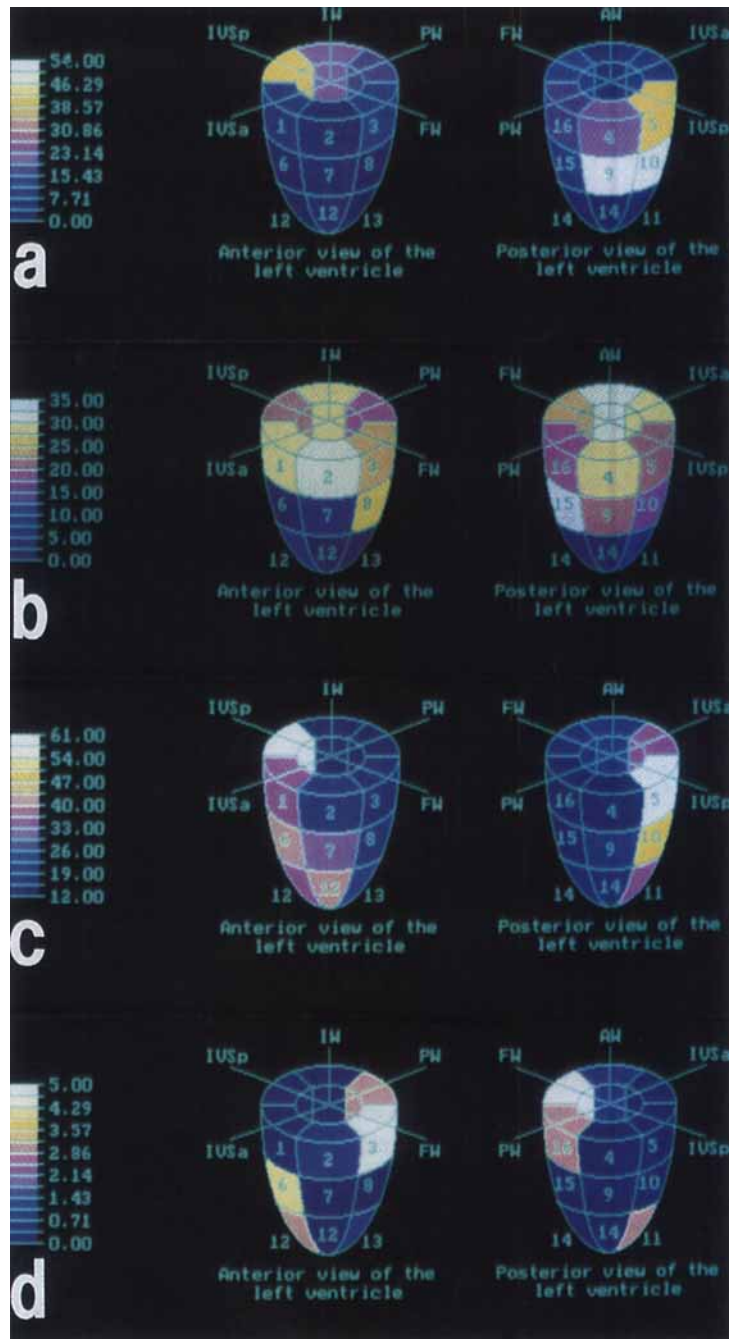 IW AW
IVSp PW FW IVSa
54.00
46.29
38.57
30.86
23.14
15.43
7.71
0.00
1 2 3 16 4 5
IVSa FW PW IVSp
6 7 8 15 9 10
12 12 13 14 14 11
Anterior view of the
left ventricle
Posterior view of the
left ventricle
a
IW AW
IVSp PW FW IVSa
35.00
30.00
25.00
20.00
15.00
10.00
5.00
0.00
1 2 3 16 4 5
IVSa FW PW IVSp
6 7 8 15 9 10
12 12 13 14 14 11
Anterior view of the
left ventricle
Posterior view of the
left ventricle
b
IW AW
IVSp PW FW IVSa
61.00
54.00
47.00
40.00
33.00
26.00
19.00
12.00
1 2 3 16 4 5
IVSa FW PW IVSp
6 7 8 15 9 10
12 12 13 14 14 11
Anterior view of the
left ventricle
Posterior view of the
left ventricle
c
IW AW
IVSp PW FW IVSa
5.00
4.29
3.57
2.86
2.14
1.43
0.71
0.00
1 2 3 16 4 5
IVSa FW PW IVSp
6 7 8 15 9 10
12 12 13 14 14 11
Anterior view of the
left ventricle
Posterior view of the
left ventricle
d